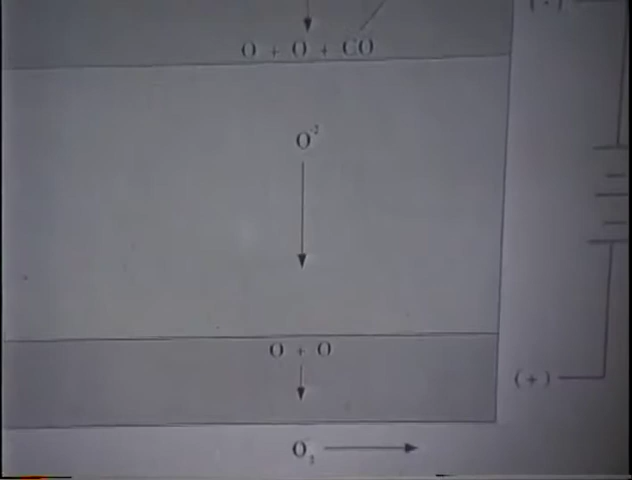 (-)
O + O + CO
O⁻²
O + O
(+)
O₂